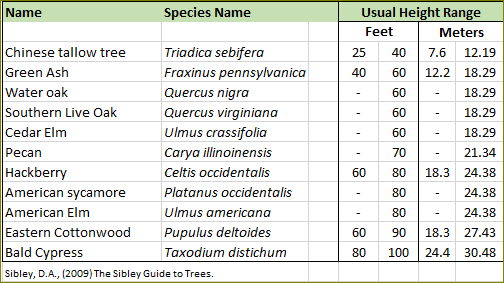 Name Species Name Usual Height Range
Feet Meters
Chinese tallow tree Triadica sebifera 25 40 7.6 12.19
Green Ash Fraxinus pennsylvanica 40 60 12.2 18.29
Water oak Quercus nigra - 60 - 18.29
Southern Live Oak Quercus virginiana - 60 - 18.29
Cedar Elm Ulmus crassifolia - 60 - 18.29
Pecan Carya illinoinensis - 70 - 21.34
Hackberry Celtis occidentalis 60 80 18.3 24.38
American sycamore Platanus occidentalis - 80 - 24.38
American Elm Ulmus americana - 80 - 24.38
Eastern Cottonwood Pupulus deltoides 60 90 18.3 27.43
Bald Cypress Taxodium distichum 80 100 24.4 30.48
Sibley, D.A., (2009) The Sibley Guide to Trees.